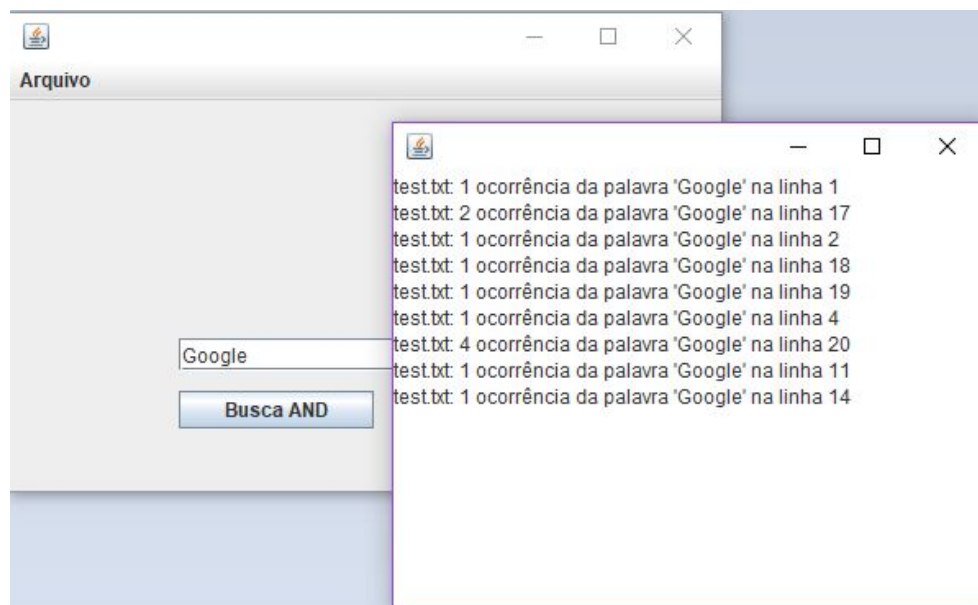 Arquivo
Google
Busca AND
test.txt: 1 ocorrência da palavra 'Google' na linha 1
test.txt: 2 ocorrência da palavra 'Google' na linha 17
test.txt: 1 ocorrência da palavra 'Google' na linha 2
test.txt: 1 ocorrência da palavra 'Google' na linha 18
test.txt: 1 ocorrência da palavra 'Google' na linha 19
test.txt: 1 ocorrência da palavra 'Google' na linha 4
test.txt: 4 ocorrência da palavra 'Google' na linha 20
test.txt: 1 ocorrência da palavra 'Google' na linha 11
test.txt: 1 ocorrência da palavra 'Google' na linha 14